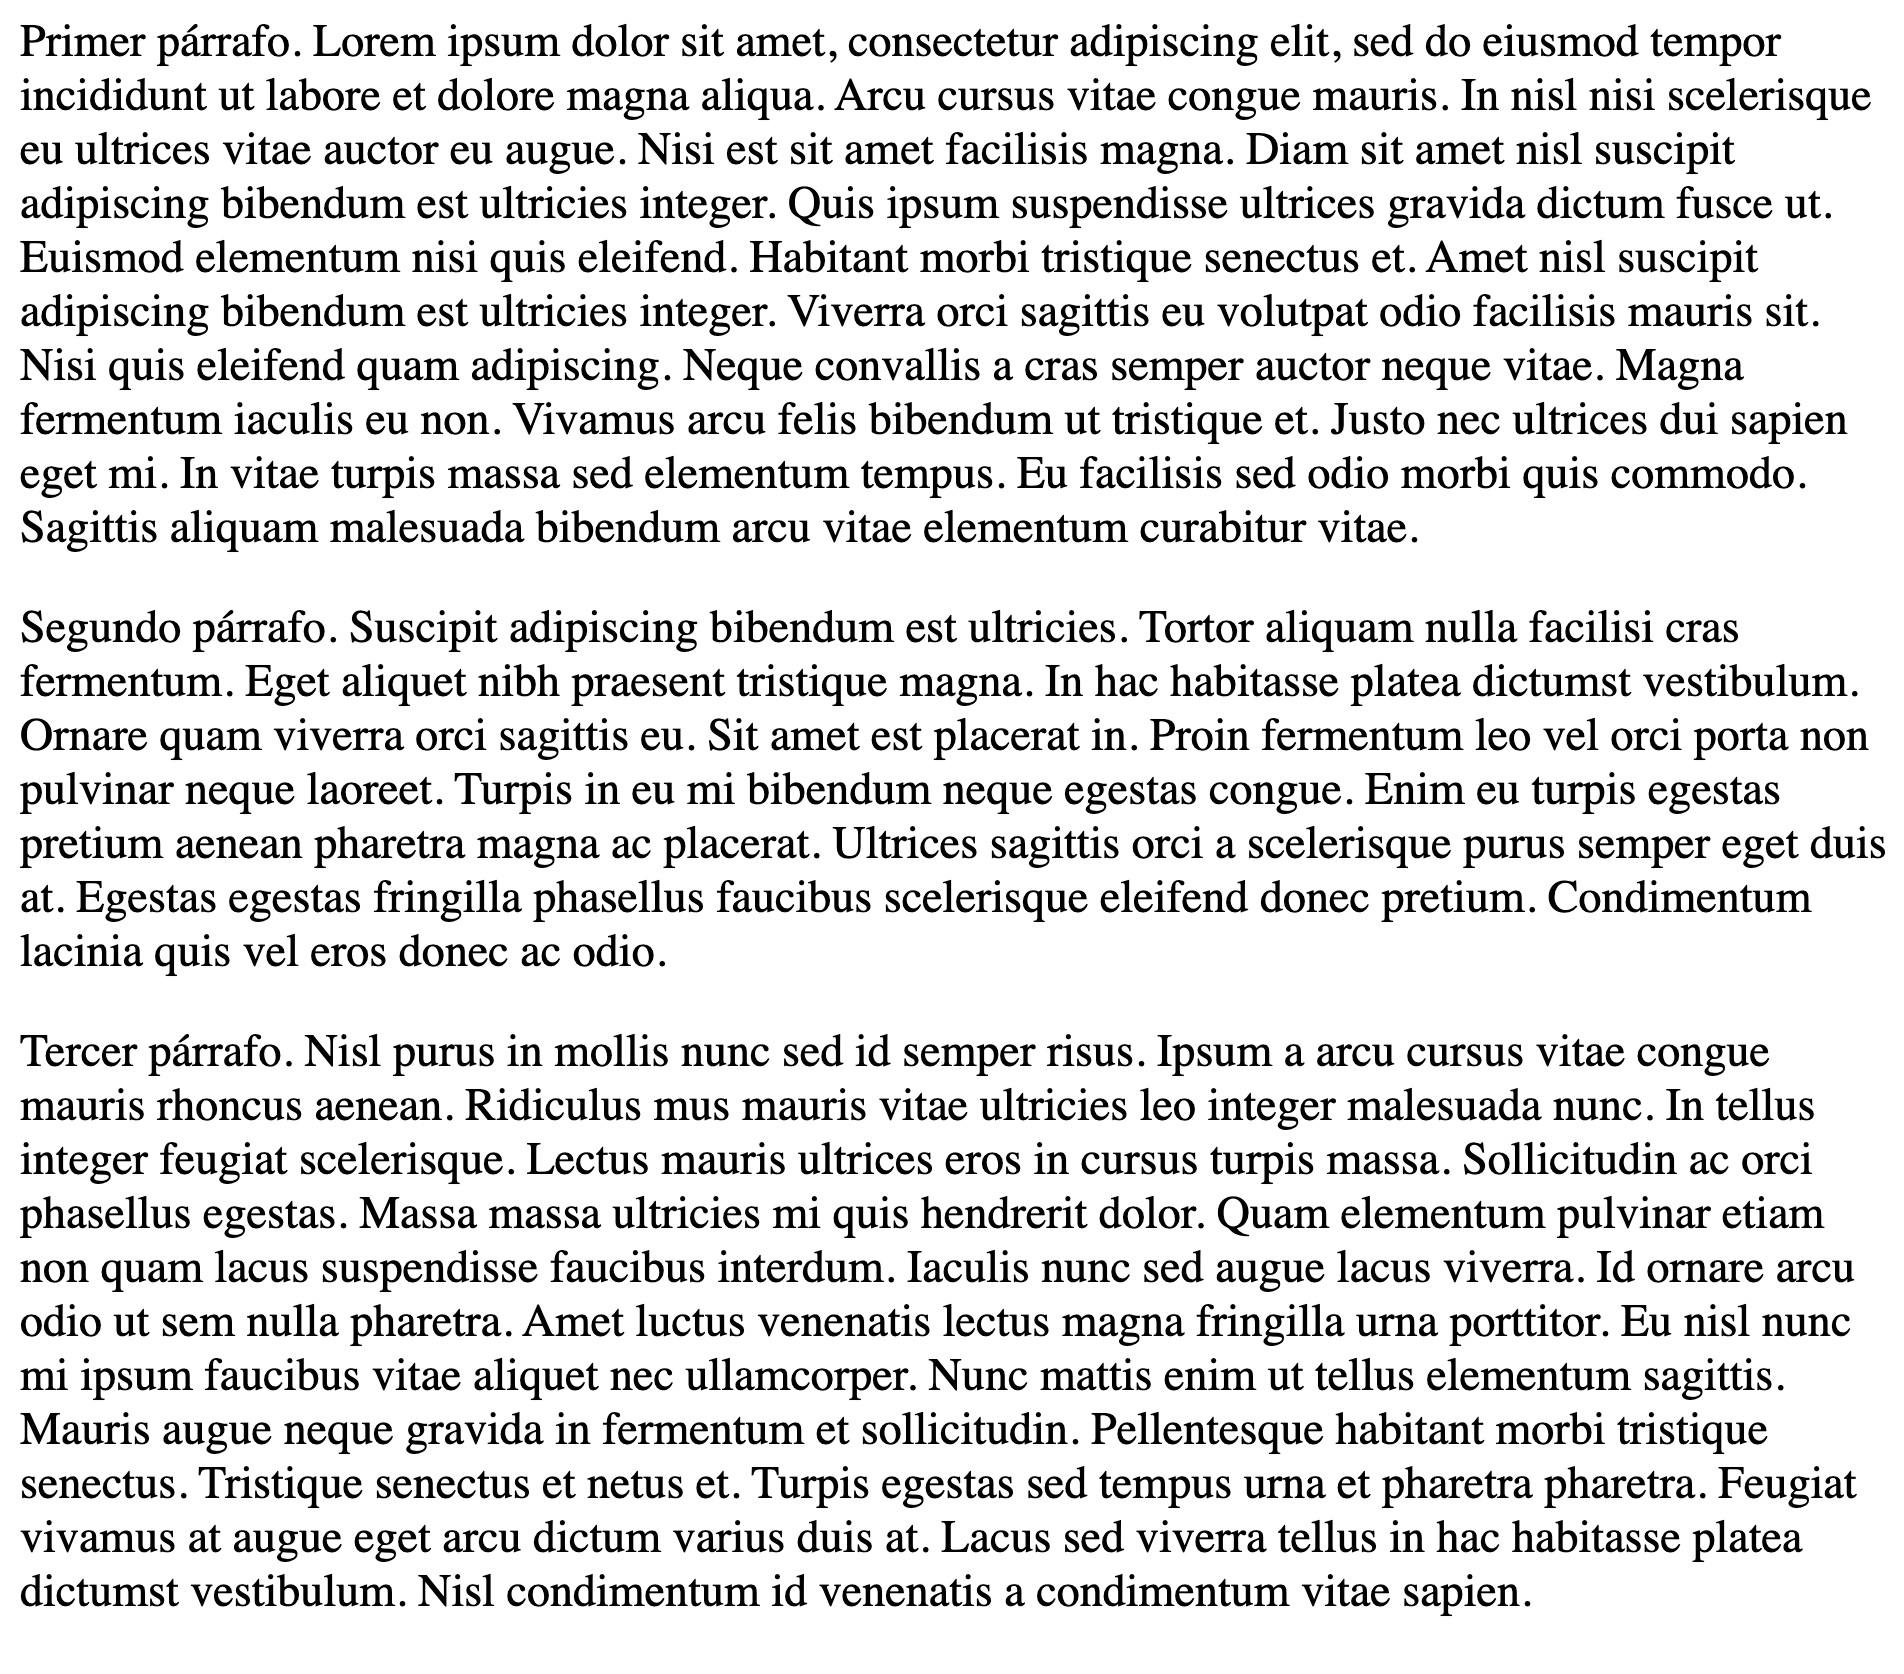 Primer párrafo. Lorem ipsum dolor sit amet, consectetur adipiscing elit, sed do eiusmod tempor
incididunt ut labore et dolore magna aliqua. Arcu cursus vitae congue mauris. In nisl nisi scelerisque
eu ultrices vitae auctor eu augue. Nisi est sit amet facilisis magna. Diam sit amet nisl suscipit
adipiscing bibendum est ultricies integer. Quis ipsum suspendisse ultrices gravida dictum fusce ut.
Euismod elementum nisi quis eleifend. Habitant morbi tristique senectus et. Amet nisl suscipit
adipiscing bibendum est ultricies integer. Viverra orci sagittis eu volutpat odio facilisis mauris sit.
Nisi quis eleifend quam adipiscing. Neque convallis a cras semper auctor neque vitae. Magna
fermentum iaculis eu non. Vivamus arcu felis bibendum ut tristique et. Justo nec ultrices dui sapien
eget mi. In vitae turpis massa sed elementum tempus. Eu facilisis sed odio morbi quis commodo.
Sagittis aliquam malesuada bibendum arcu vitae elementum curabitur vitae.
Segundo párrafo. Suscipit adipiscing bibendum est ultricies. Tortor aliquam nulla facilisi cras
fermentum. Eget aliquet nibh praesent tristique magna. In hac habitasse platea dictumst vestibulum.
Ornare quam viverra orci sagittis eu. Sit amet est placerat in. Proin fermentum leo vel orci porta non
pulvinar neque laoreet. Turpis in eu mi bibendum neque egestas congue. Enim eu turpis egestas
pretium aenean pharetra magna ac placerat. Ultrices sagittis orci a scelerisque purus semper eget duis
at. Egestas egestas fringilla phasellus faucibus scelerisque eleifend donec pretium. Condimentum
lacinia quis vel eros donec ac odio.
Tercer párrafo. Nisl purus in mollis nunc sed id semper risus. Ipsum a arcu cursus vitae congue
mauris rhoncus aenean. Ridiculus mus mauris vitae ultricies leo integer malesuada nunc. In tellus
integer feugiat scelerisque. Lectus mauris ultrices eros in cursus turpis massa. Sollicitudin ac orci
phasellus egestas. Massa massa ultricies mi quis hendrerit dolor. Quam elementum pulvinar etiam
non quam lacus suspendisse faucibus interdum. Iaculis nunc sed augue lacus viverra. Id ornare arcu
odio ut sem nulla pharetra. Amet luctus venenatis lectus magna fringilla urna porttitor. Eu nisl nunc
mi ipsum faucibus vitae aliquet nec ullamcorper. Nunc mattis enim ut tellus elementum sagittis.
Mauris augue neque gravida in fermentum et sollicitudin. Pellentesque habitant morbi tristique
senectus. Tristique senectus et netus et. Turpis egestas sed tempus urna et pharetra pharetra. Feugiat
vivamus at augue eget arcu dictum varius duis at. Lacus sed viverra tellus in hac habitasse platea
dictumst vestibulum. Nisl condimentum id venenatis a condimentum vitae sapien.